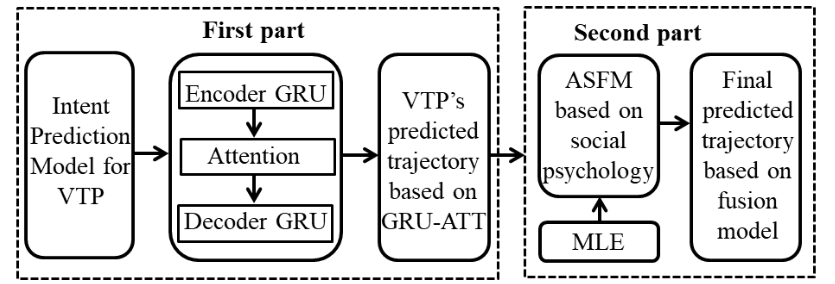 First part
Intent
Prediction
Model for
VTP
Encoder GRU
Attention
Decoder GRU
VTP's
predicted
trajectory
based on
GRU-ATT
Second part
ASFM
based on
social
psychology
MLE
Final
predicted
trajectory
based on
fusion
model